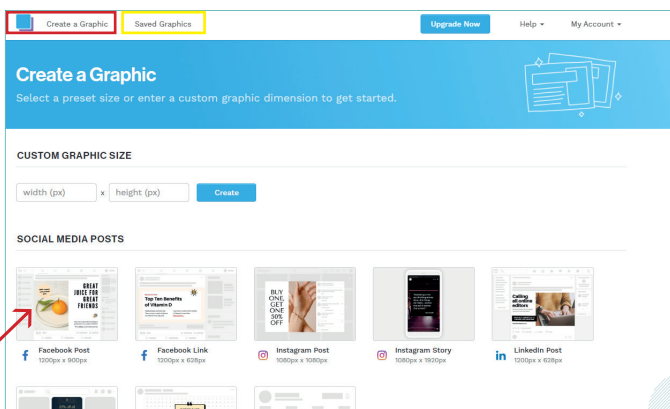 Create a Graphic
Saved Graphics
Upgrade Now
Help
My Account
Create a Graphic
Select a preset size or enter a custom graphic dimension to get started.
CUSTOM GRAPHIC SIZE
width (px)
x
height (px)
Create
SOCIAL MEDIA POSTS
GREAT
JUICE FOR
GREAT
FRIENDS
Top Ten Benefits
of Vitamin D
BUY
ONE,
GET
ONE
50%
OFF
Calling
all online
editors
Facebook Post
1200px x 900px
Facebook Link
1200px x 628px
Instagram Post
1080px x 1080px
Instagram Story
1080px x 1920px
LinkedIn Post
1200px x 628px